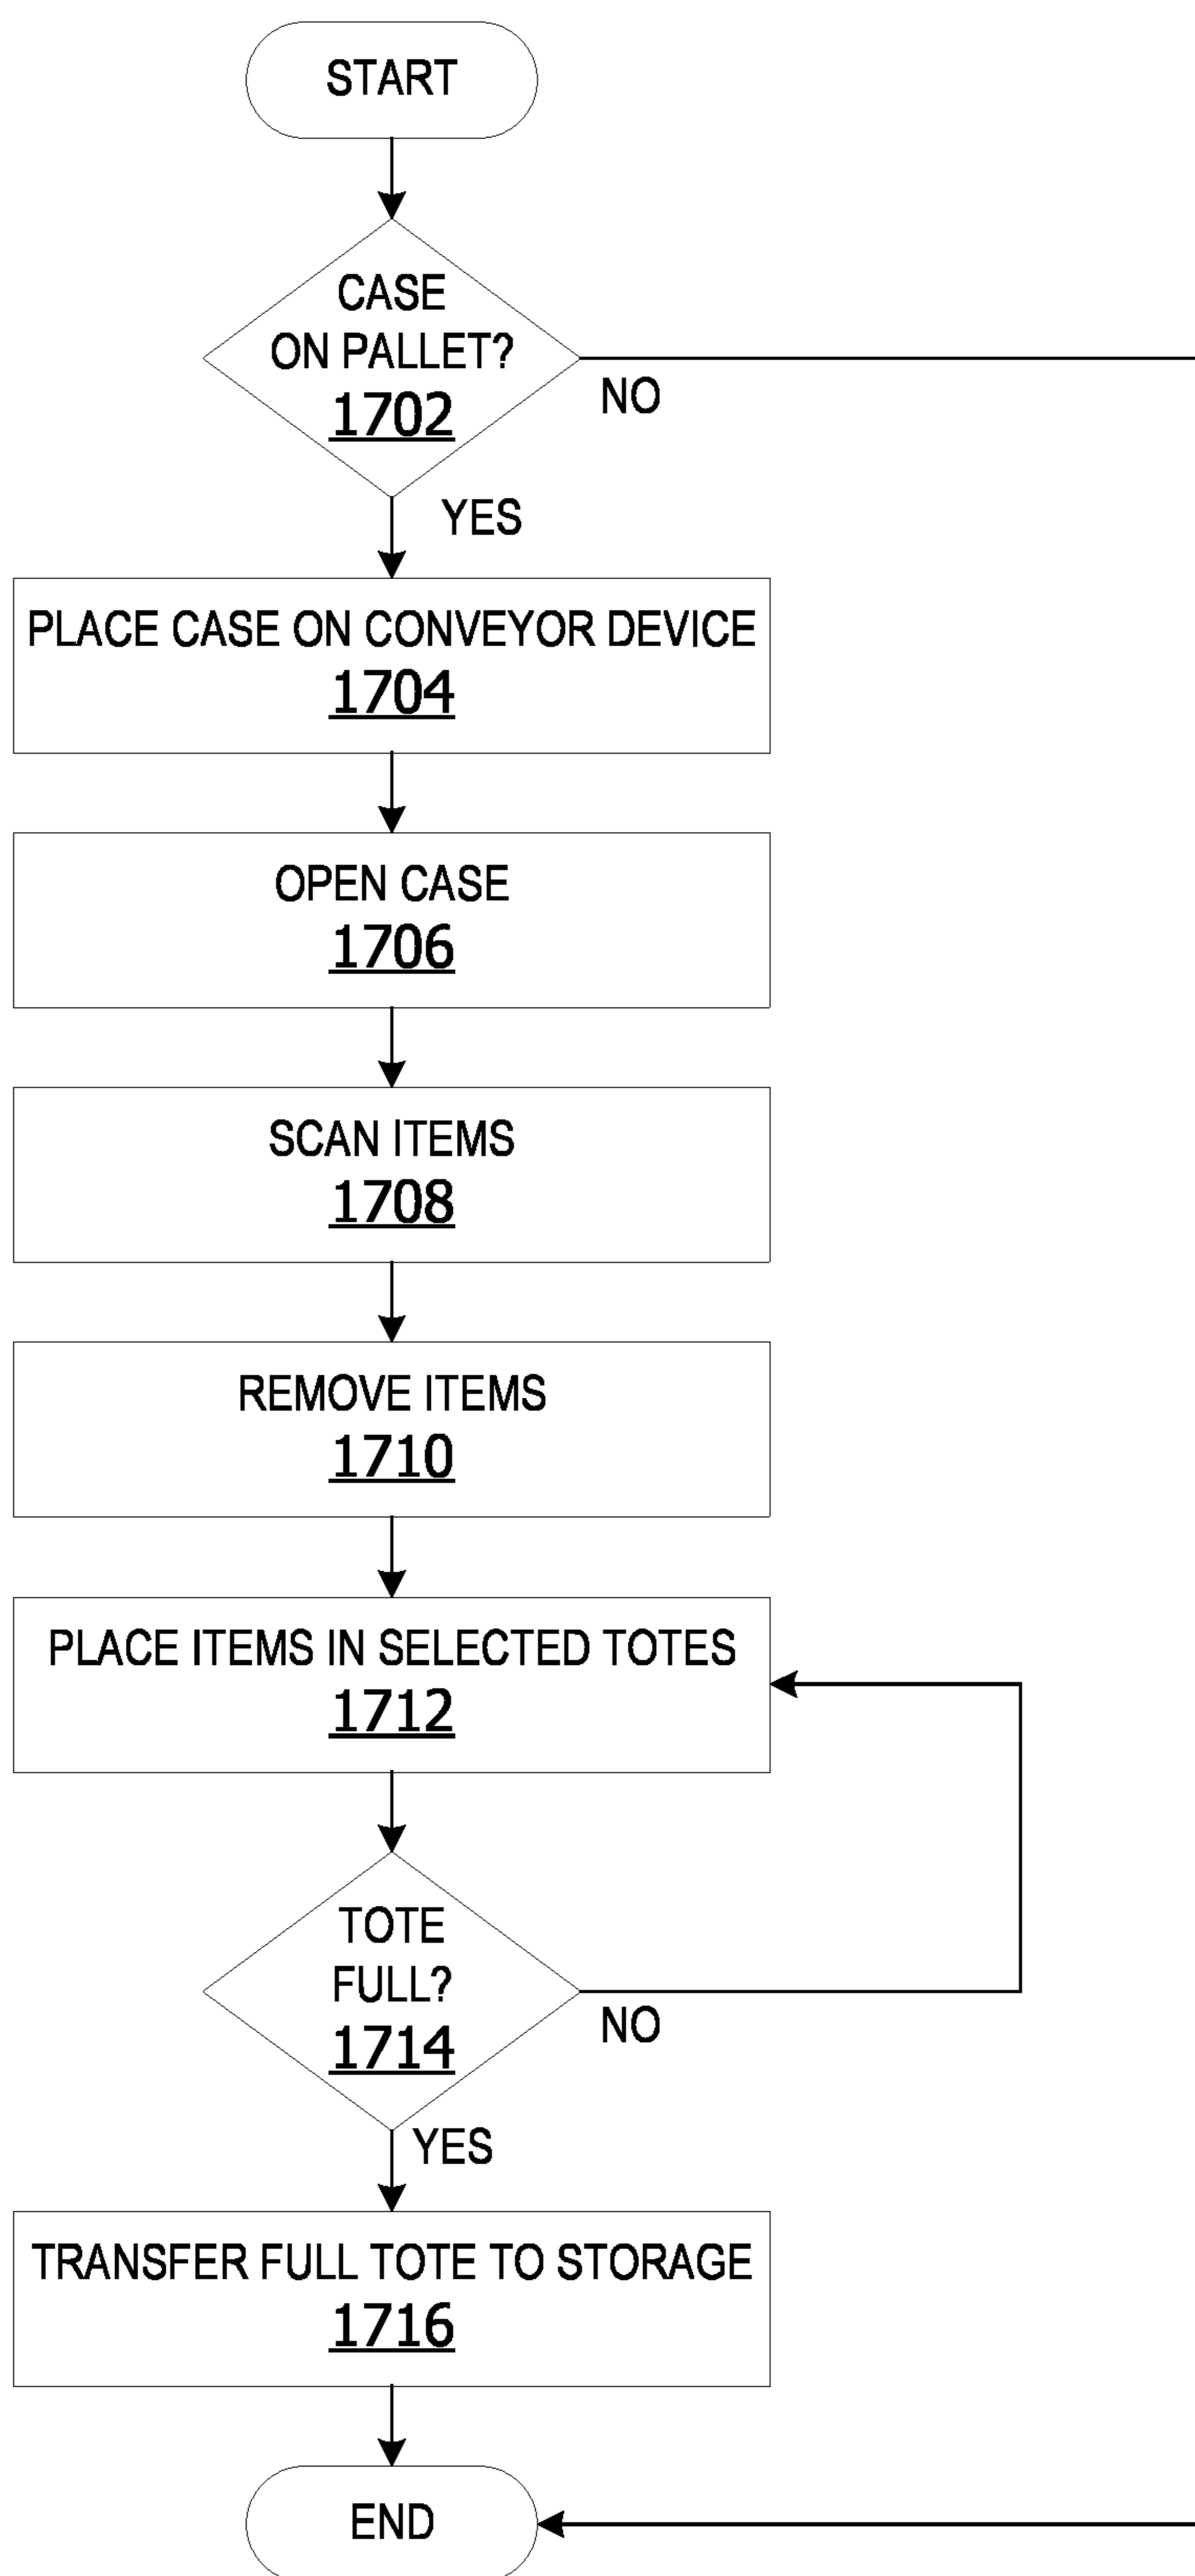 START
CASE
ON PALLET?
1702
NO
YES
PLACE CASE ON CONVEYOR DEVICE
1704
OPEN CASE
1706
SCAN ITEMS
1708
REMOVE ITEMS
1710
PLACE ITEMS IN SELECTED TOTES
1712
TOTE
FULL?
1714
NO
YES
TRANSFER FULL TOTE TO STORAGE
1716
END